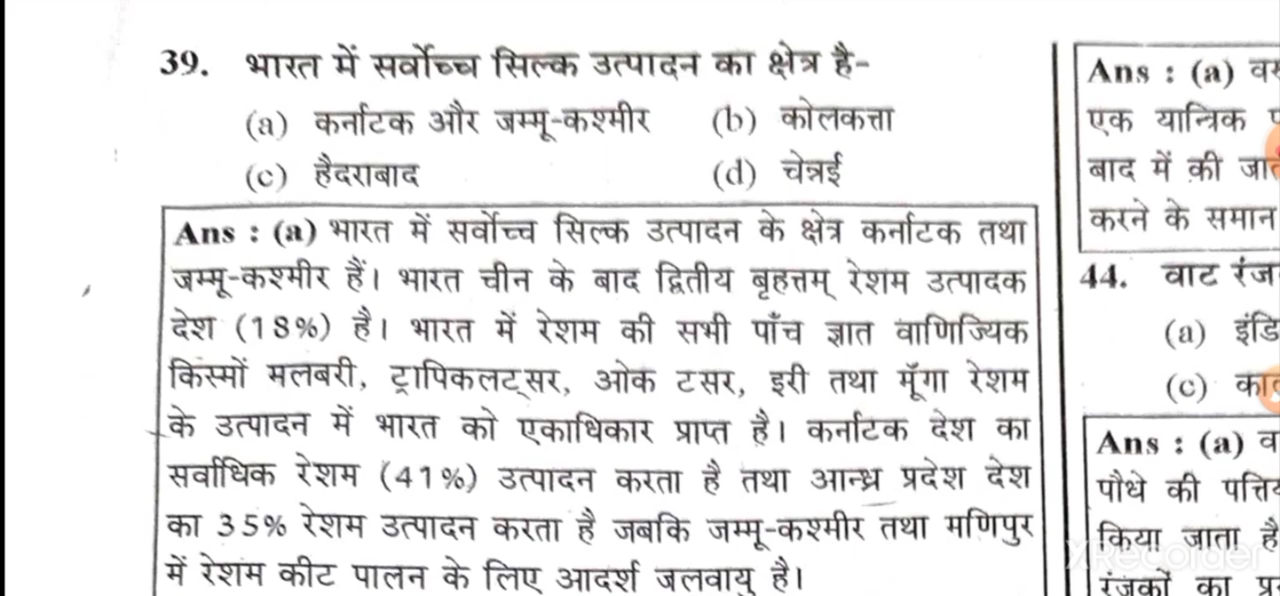 39. भारत में सर्वोच्च सिल्क उत्पादन का क्षेत्र है-
(a) कर्नाटक और जम्मू-कश्मीर (b) कोलकत्ता
(c) हैदराबाद (d) चेन्नई
Ans : (a) भारत में सर्वोच्च सिल्क उत्पादन के क्षेत्र कर्नाटक तथा
जम्मू-कश्मीर हैं। भारत चीन के बाद द्वितीय बृहत्तम् रेशम उत्पादक
देश (18%) है। भारत में रेशम की सभी पाँच ज्ञात वाणिज्यिक
किस्मों मलबरी, ट्रापिकलट्सर, ओक टसर, इरी तथा मूँगा रेशम
के उत्पादन में भारत को एकाधिकार प्राप्त है। कर्नाटक देश का
सर्वाधिक रेशम (41%) उत्पादन करता है तथा आन्ध्र प्रदेश देश
का 35% रेशम उत्पादन करता है जबकि जम्मू-कश्मीर तथा मणिपुर
में रेशम कीट पालन के लिए आदर्श जलवायु है।
Ans : (a)
एक यान्त्रिक
बाद में की
करने के समान
44. वाट
(a)
(c)
Ans : (a)
पौधे की
किया जाता है
रंजकों का
XRecorder